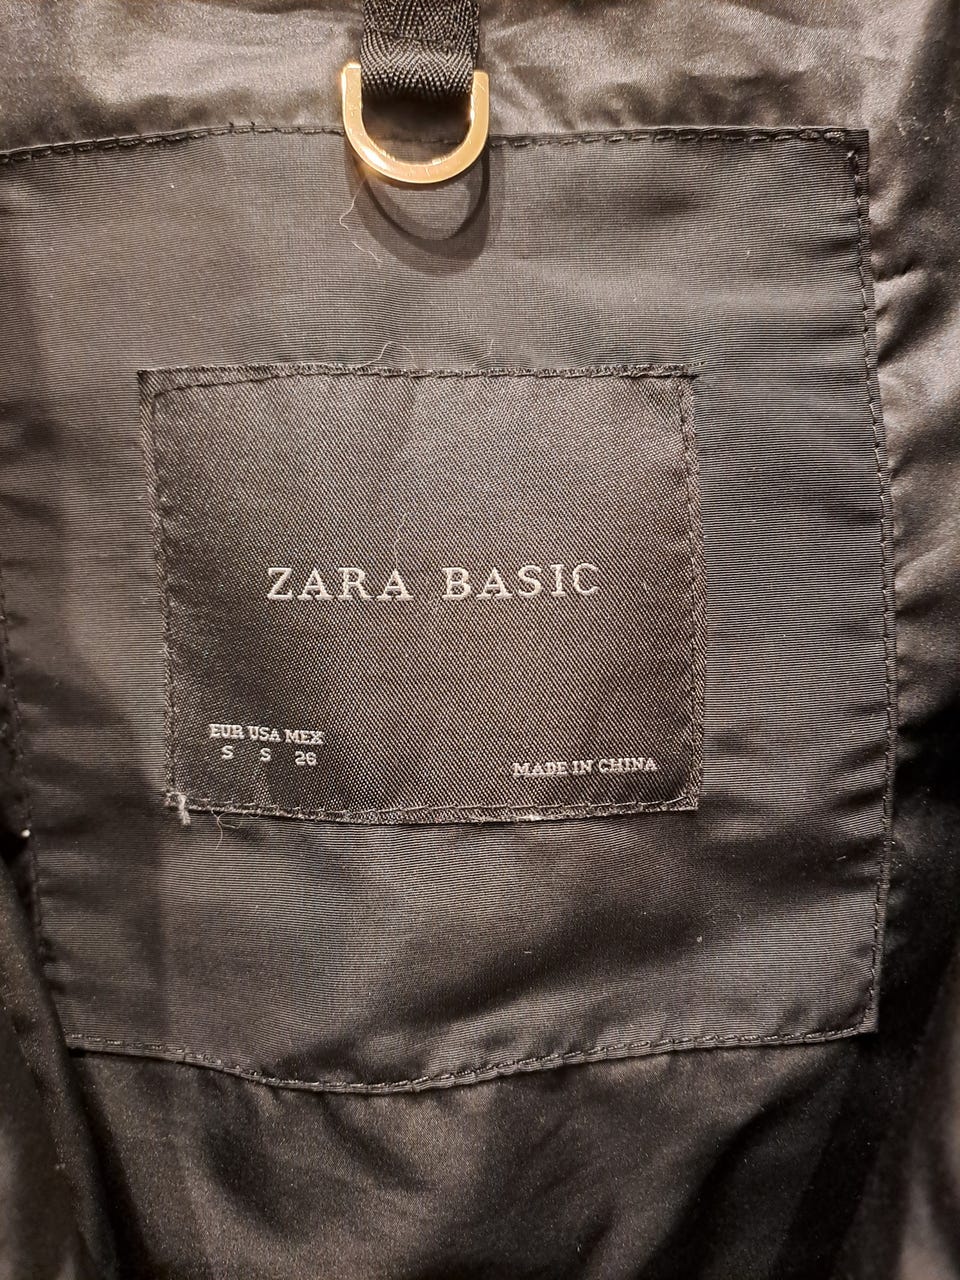 ZARA BASIC
EUR USA MEX
S S 26
MADE IN CHINA